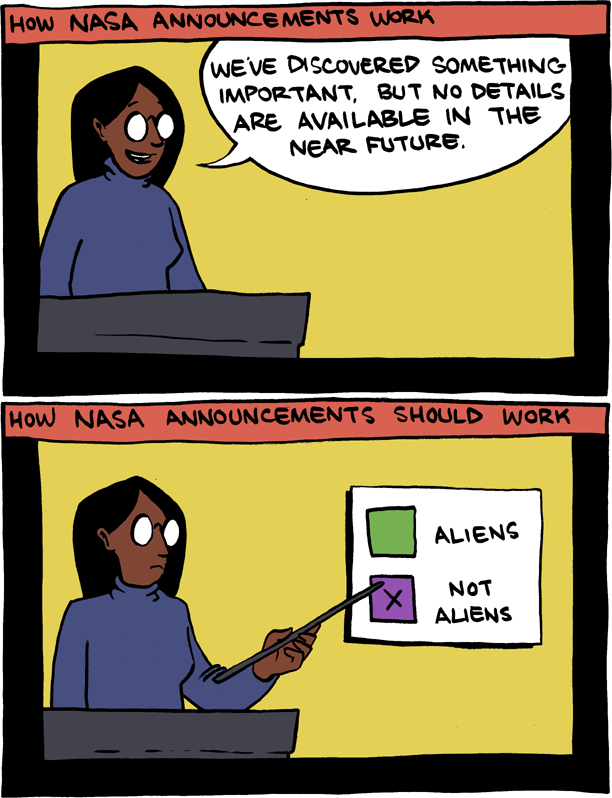 HOW NASA ANNOUNCEMENTS WORK
WE'VE DISCOVERED SOMETHING
IMPORTANT, BUT NO DETAILS
ARE AVAILABLE IN THE
NEAR FUTURE.
HOW NASA ANNOUNCEMENTS SHOULD WORK
ALIENS
X
NOT
ALIENS